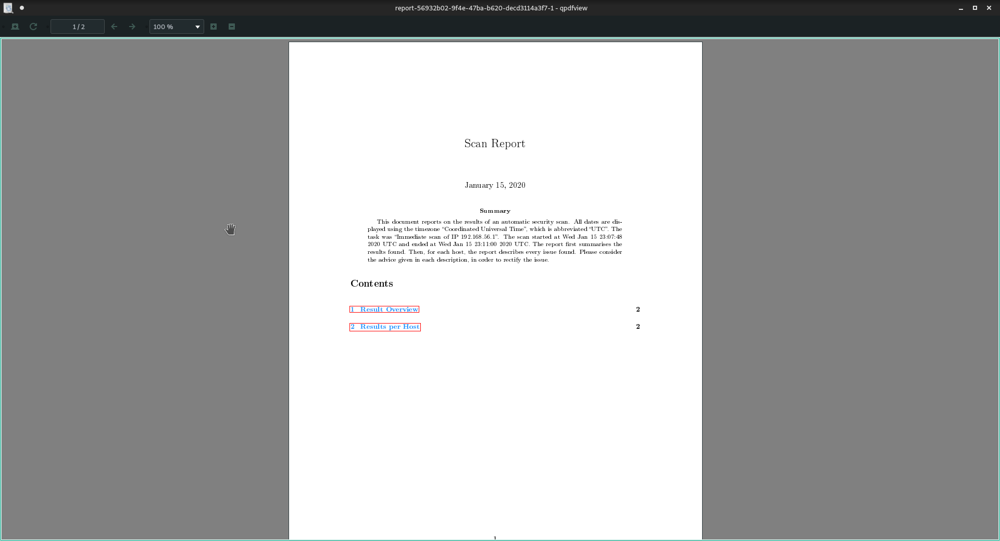 report-56932b02-9f4e-47ba-b620-decd3114a3f7-1 - qpdfview
1 / 2
100 %
Scan Report
January 15, 2020
Summary
This document reports on the results of an automatic security scan. All dates are dis-
played using the timezone “Coordinated Universal Time”, which is abbreviated “UTC”. The
task was “Immediate scan of IP 192.168.56.1”. The scan started at Wed Jan 15 23:07:48
2020 UTC and ended at Wed Jan 15 23:11:00 2020 UTC. The report first summarises the
results found. Then, for each host, the report describes every issue found. Please consider
the advice given in each description, in order to rectify the issue.
Contents
1 Result Overview 2
2 Results per Host 2
1